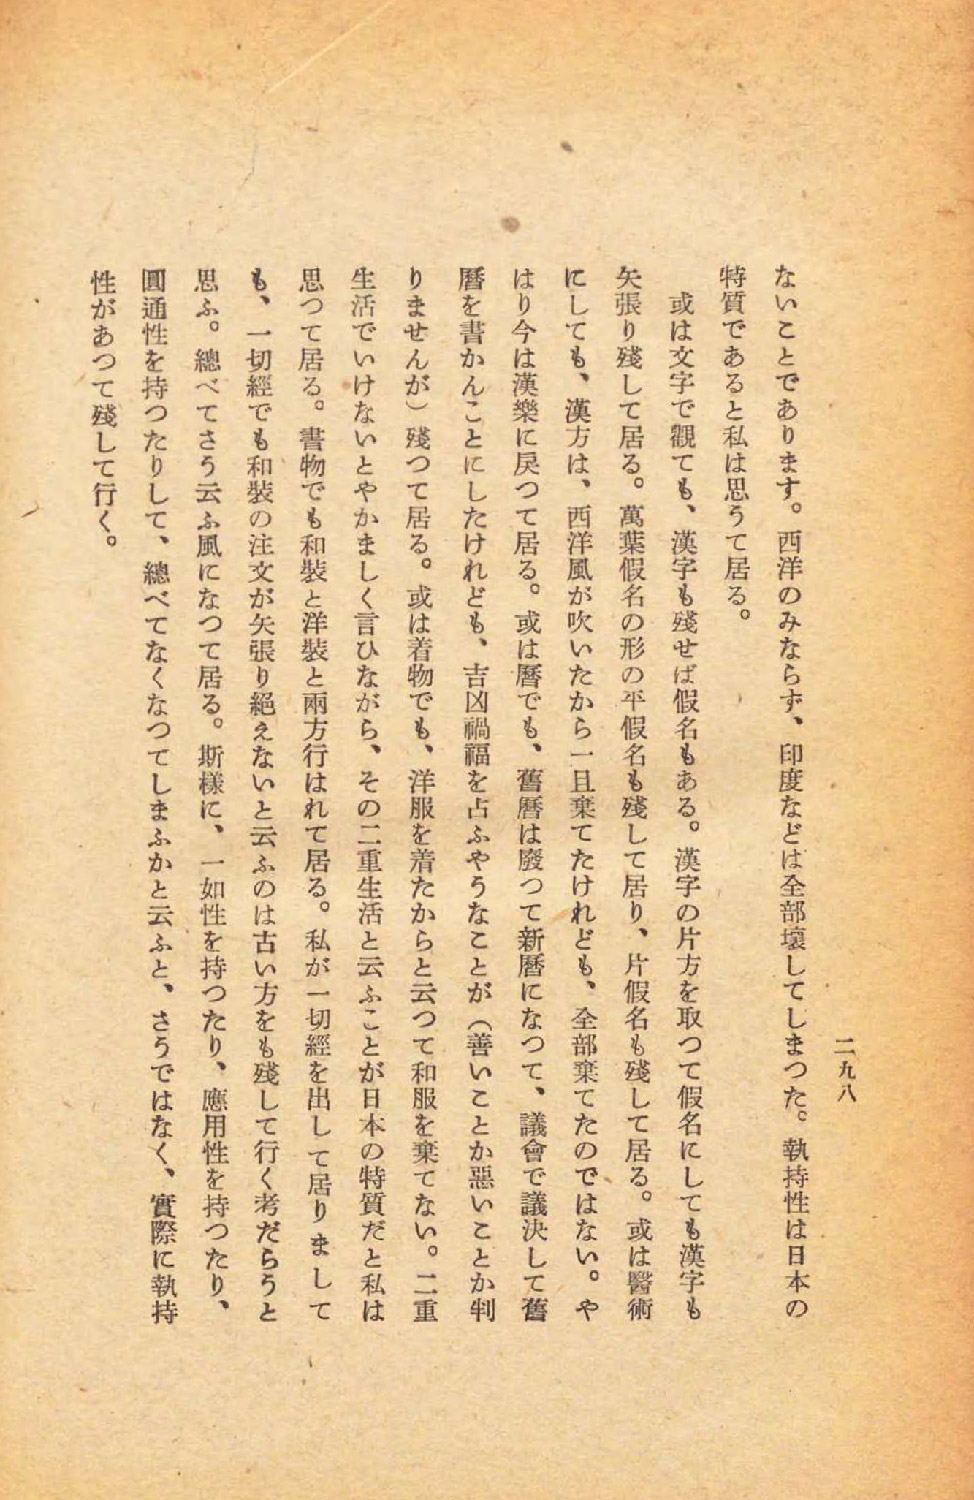 二九八
ないことであります。西洋のみならず、印度などは全部壞してしまつた。執持性は日本の
特質であると私は思うて居る。
或は文字で觀ても、漢字も殘せば假名もある。漢字の片方を取つて假名にしても漢字も
矢張り殘して居る。萬葉假名の形の平假名も殘して居り、片假名も殘して居る。或は醫術
にしても、漢方は、西洋風が吹いたから一旦棄てたけれども、全部棄てたのではない。や
はり今は漢藥に戻つて居る。或は曆でも、舊曆は廢つて新曆になつて、議會で議決して舊
曆を書かんことにしたけれども、吉凶禍福を占ふやうなことが（善いことか惡いことか判
りませんが）殘つて居る。或は着物でも、洋服を着たからと云つて和服を棄てない。二重
生活でいけないとやかましく言ひながら、その二重生活と云ふことが日本の特質だと私は
思つて居る。書物でも和裝と洋裝と兩方行はれて居る。私が一切經を出して居りまして
も、一切經でも和裝の注文が矢張り絕えないと云ふのは古い方をも殘して行く考だらうと
思ふ。總べてさう云ふ風になつて居る。斯樣に、一如性を持つたり、應用性を持つたり、
圓通性を持つたりして、總べてなくなつてしまふかと云ふと、さうではなく、實際に執持
性があつて殘して行く。